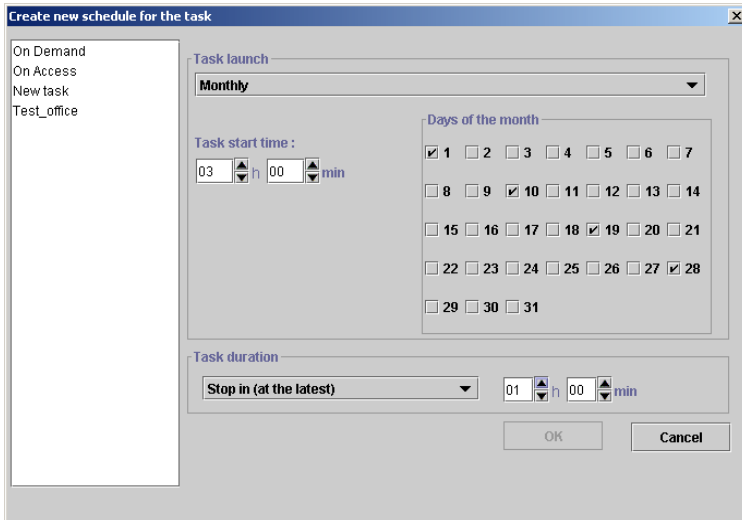 Create new schedule for the task
On Demand
On Access
New task
Test_office
Task launch
Monthly
Task start time :
03 h 00 min
Days of the month
1 2 3 4 5 6 7
8 9 10 11 12 13 14
15 16 17 18 19 20 21
22 23 24 25 26 27 28
29 30 31
Task duration
Stop in (at the latest) 01 h 00 min
OK Cancel